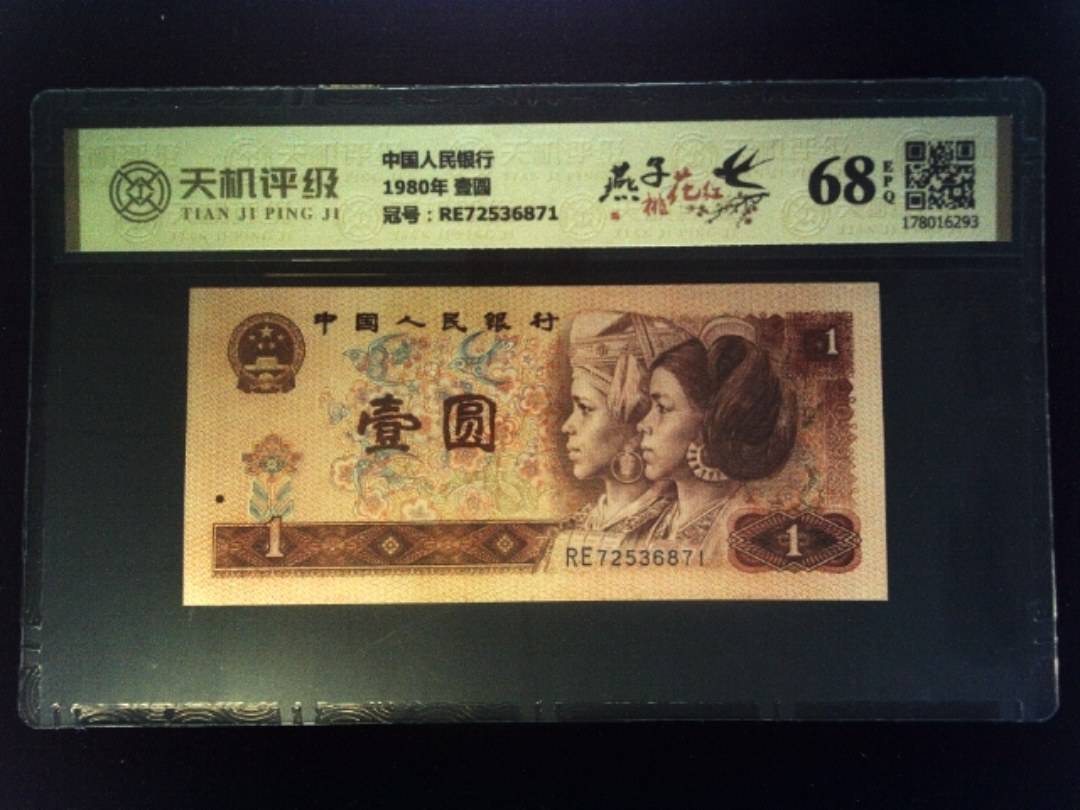 天机评级
TIAN JI PING JI
中国人民银行
1980年 壹圆
冠号：RE72536871
燕子
桃花红
68
EPQ
178016293
中国人民银行
1
壹圆
1
RE72536871
1